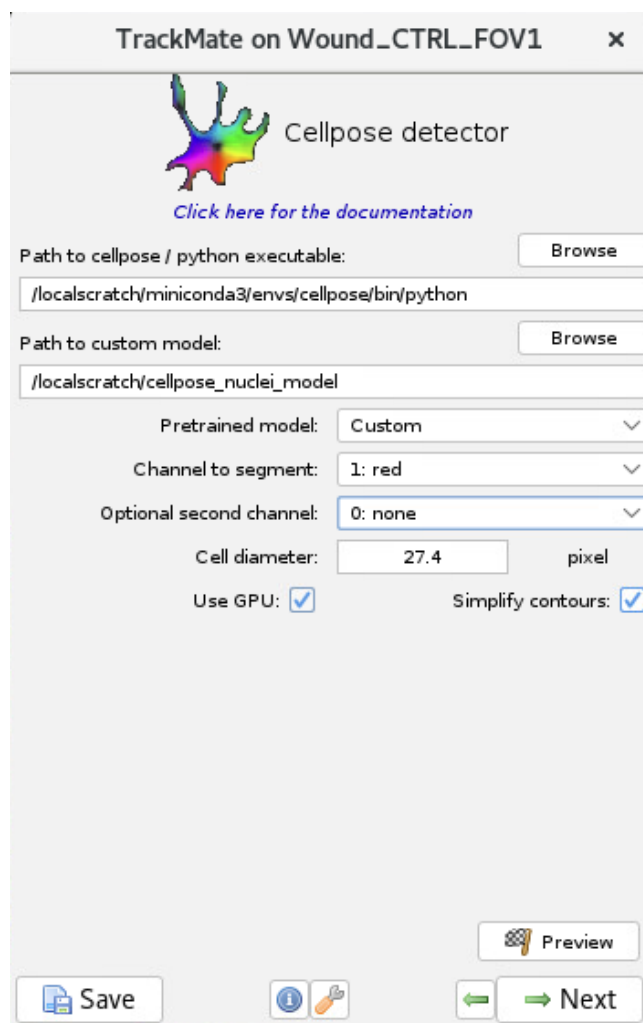 TrackMate on Wound_CTRL_FOV1 ×
Cellpose detector
Click here for the documentation
Path to cellpose / python executable: Browse
/localscratch/miniconda3/envs/cellpose/bin/python
Path to custom model: Browse
/localscratch/cellpose_nuclei_model
Pretrained model: Custom
Channel to segment: 1: red
Optional second channel: 0: none
Cell diameter: 27.4 pixel
Use GPU: Simplify contours:
Preview
Save Next